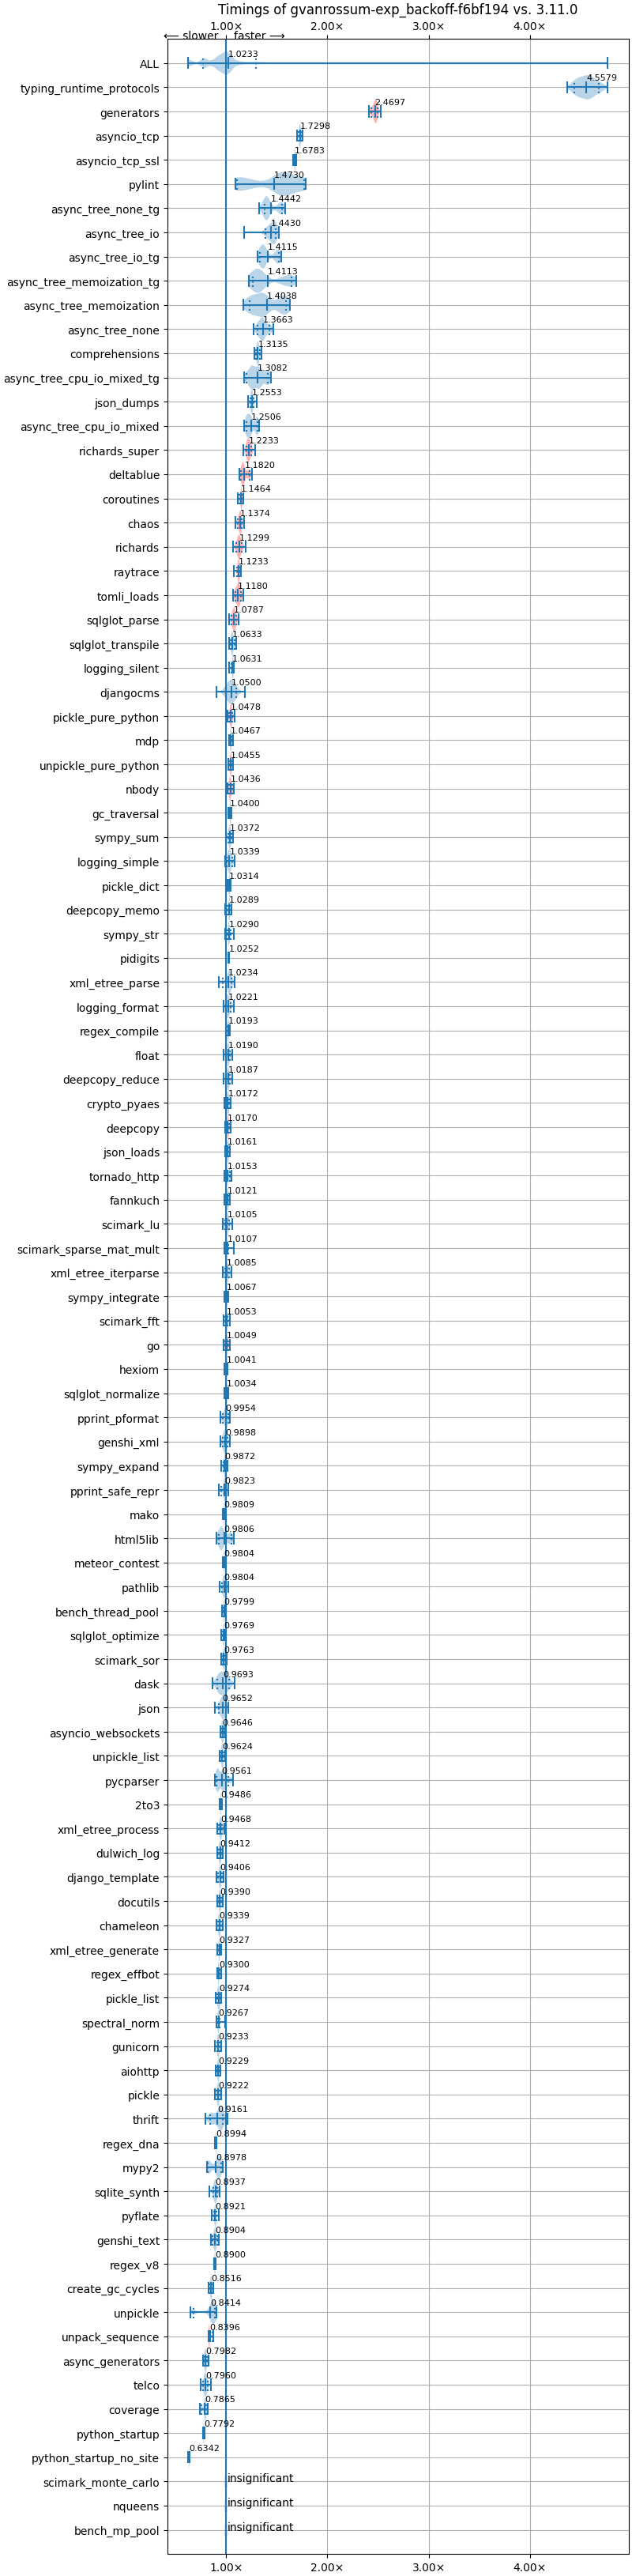 Timings of gvanrossum-exp_backoff-f6bf194 vs. 3.11.0
1.00× 2.00× 3.00× 4.00×
⟵ slower faster ⟶
ALL 1.0233
typing_runtime_protocols 4.5579
generators 2.4697
asyncio_tcp 1.7298
asyncio_tcp_ssl 1.6783
pylint 1.4730
async_tree_none_tg 1.4442
async_tree_io 1.4430
async_tree_io_tg 1.4115
async_tree_memoization_tg 1.4113
async_tree_memoization 1.4038
async_tree_none 1.3663
comprehensions 1.3135
async_tree_cpu_io_mixed_tg 1.3082
json_dumps 1.2553
async_tree_cpu_io_mixed 1.2506
richards_super 1.2233
deltablue 1.1820
coroutines 1.1464
chaos 1.1374
richards 1.1299
raytrace 1.1233
tomli_loads 1.1180
sqlglot_parse 1.0787
sqlglot_transpile 1.0633
logging_silent 1.0631
djangocms 1.0500
pickle_pure_python 1.0478
mdp 1.0467
unpickle_pure_python 1.0455
nbody 1.0436
gc_traversal 1.0400
sympy_sum 1.0372
logging_simple 1.0339
pickle_dict 1.0314
deepcopy_memo 1.0289
sympy_str 1.0290
pidigits 1.0252
xml_etree_parse 1.0234
logging_format 1.0221
regex_compile 1.0193
float 1.0190
deepcopy_reduce 1.0187
crypto_pyaes 1.0172
deepcopy 1.0170
json_loads 1.0161
tornado_http 1.0153
fannkuch 1.0121
scimark_lu 1.0105
scimark_sparse_mat_mult 1.0107
xml_etree_iterparse 1.0085
sympy_integrate 1.0067
scimark_fft 1.0053
go 1.0049
hexiom 1.0041
sqlglot_normalize 1.0034
pprint_pformat 0.9954
genshi_xml 0.9898
sympy_expand 0.9872
pprint_safe_repr 0.9823
mako 0.9809
html5lib 0.9806
meteor_contest 0.9804
pathlib 0.9804
bench_thread_pool 0.9799
sqlglot_optimize 0.9769
scimark_sor 0.9763
dask 0.9693
json 0.9652
asyncio_websockets 0.9646
unpickle_list 0.9624
pycparser 0.9561
2to3 0.9486
xml_etree_process 0.9468
dulwich_log 0.9412
django_template 0.9406
docutils 0.9390
chameleon 0.9339
xml_etree_generate 0.9327
regex_effbot 0.9300
pickle_list 0.9274
spectral_norm 0.9267
gunicorn 0.9233
aiohttp 0.9229
pickle 0.9222
thrift 0.9161
regex_dna 0.8994
mypy2 0.8978
sqlite_synth 0.8937
pyflate 0.8921
genshi_text 0.8904
regex_v8 0.8900
create_gc_cycles 0.8516
unpickle 0.8414
unpack_sequence 0.8396
async_generators 0.7982
telco 0.7960
coverage 0.7865
python_startup 0.7792
python_startup_no_site 0.6342
scimark_monte_carlo insignificant
nqueens insignificant
bench_mp_pool insignificant
1.00× 2.00× 3.00× 4.00×